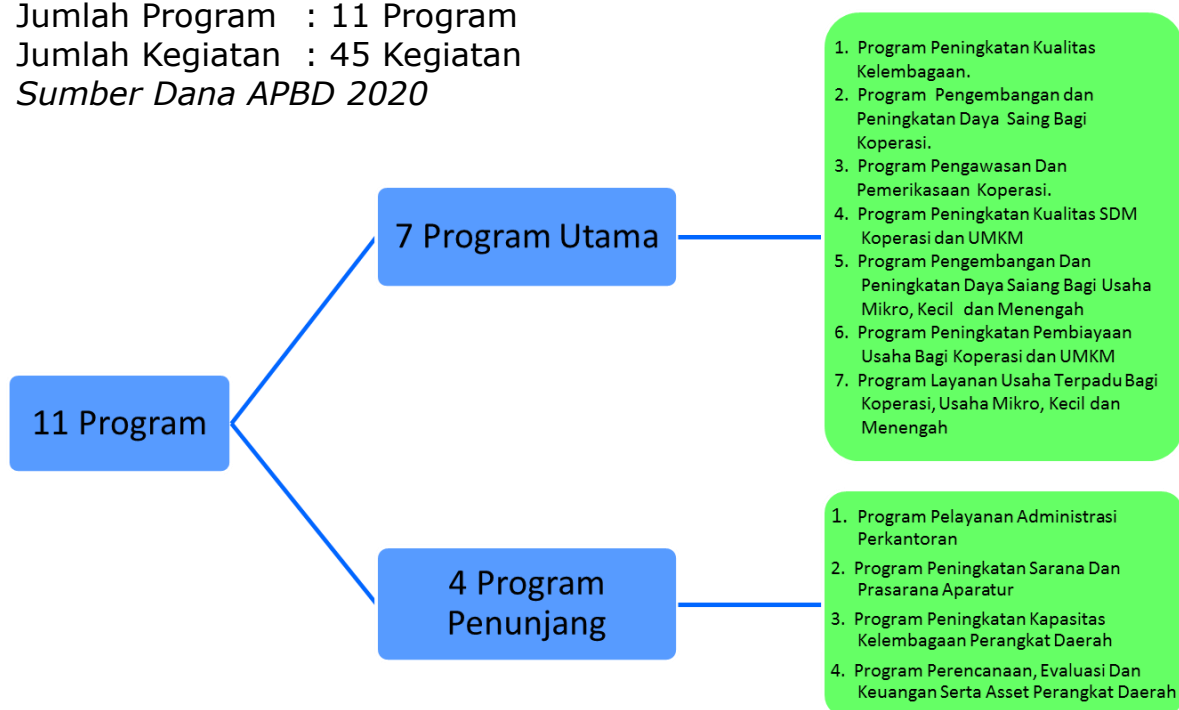 Jumlah Program : 11 Program
Jumlah Kegiatan : 45 Kegiatan
Sumber Dana APBD 2020
11 Program
7 Program Utama
1. Program Peningkatan Kualitas
Kelembagaan.
2. Program Pengembangan dan
Peningkatan Daya Saing Bagi
Koperasi.
3. Program Pengawasan Dan
Pemerikasaan Koperasi.
4. Program Peningkatan Kualitas SDM
Koperasi dan UMKM
5. Program Pengembangan Dan
Peningkatan Daya Saiang Bagi Usaha
Mikro, Kecil dan Menengah
6. Program Peningkatan Pembiayaan
Usaha Bagi Koperasi dan UMKM
7. Program Layanan Usaha Terpadu Bagi
Koperasi, Usaha Mikro, Kecil dan
Menengah
4 Program
Penunjang
1. Program Pelayanan Administrasi
Perkantoran
2. Program Peningkatan Sarana Dan
Prasarana Aparatur
3. Program Peningkatan Kapasitas
Kelembagaan Perangkat Daerah
4. Program Perencanaan, Evaluasi Dan
Keuangan Serta Asset Perangkat Daerah